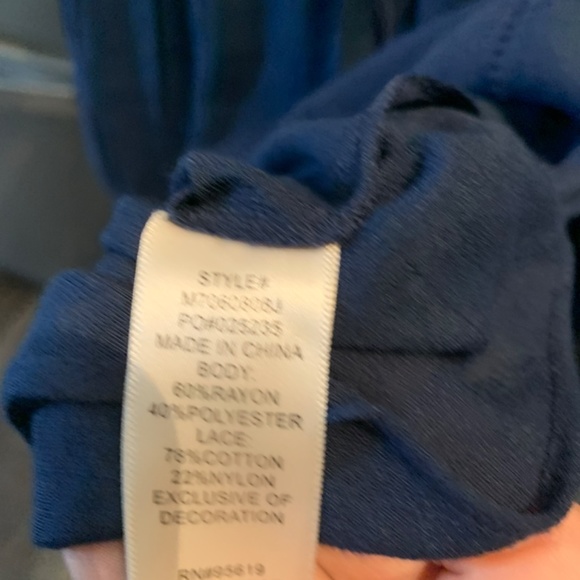 STYLE#
M7060808J
PO#025235
MADE IN CHINA
BODY:
60%RAYON
40%POLYESTER
LACE:
78%COTTON
22%NYLON
EXCLUSIVE OF
DECORATION
RN#95619